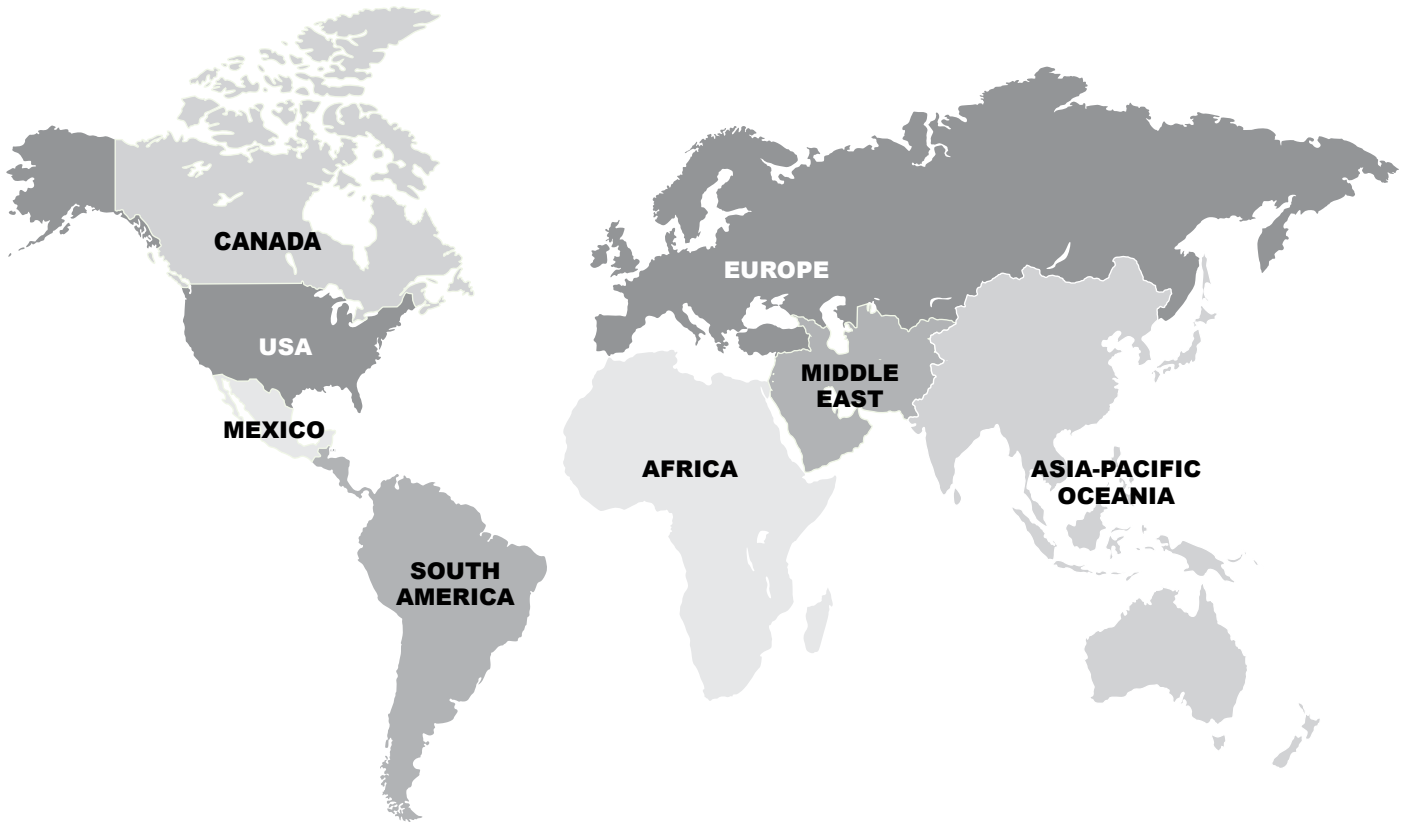 CANADA
EUROPE
USA
MIDDLE
EAST
MEXICO
AFRICA
ASIA-PACIFIC
OCEANIA
SOUTH
AMERICA